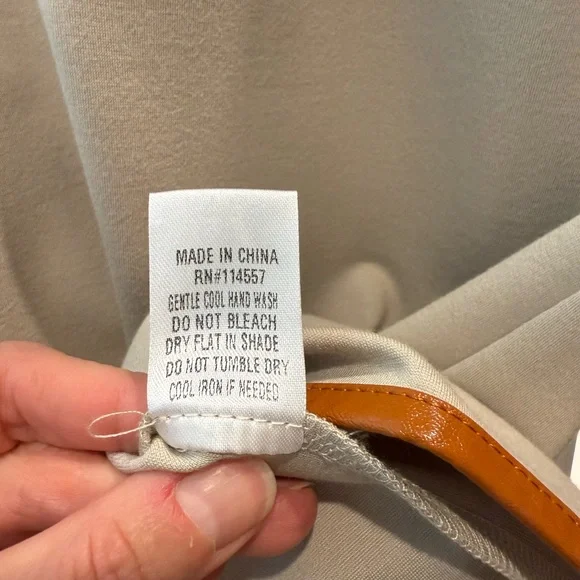 MADE IN CHINA
RN#114557
GENTLE COOL HAND WASH
DO NOT BLEACH
DRY FLAT IN SHADE
DO NOT TUMBLE DRY
COOL IRON IF NEEDED